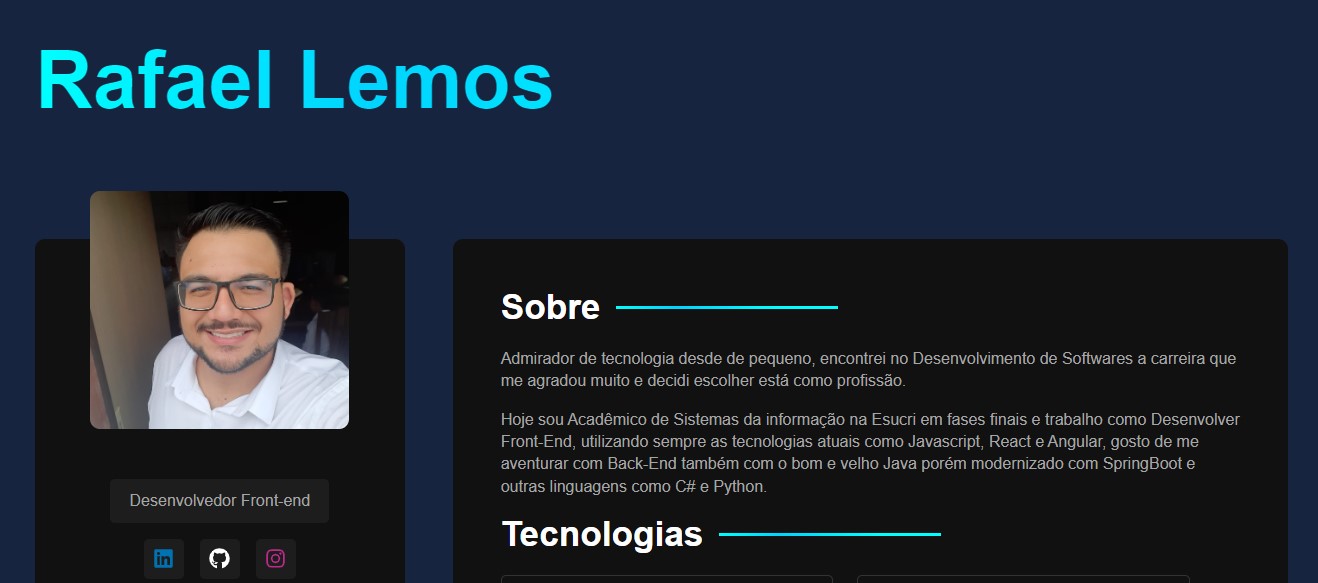 Rafael Lemos
Desenvolvedor Front-end
Sobre
Admirador de tecnologia desde de pequeno, encontrei no Desenvolvimento de Softwares a carreira que
me agradou muito e decidi escolher está como profissão.
Hoje sou Acadêmico de Sistemas da informação na Esucri em fases finais e trabalho como Desenvolver
Front-End, utilizando sempre as tecnologias atuais como Javascript, React e Angular, gosto de me
aventurar com Back-End também com o bom e velho Java porém modernizado com SpringBoot e
outras linguagens como C# e Python.
Tecnologias